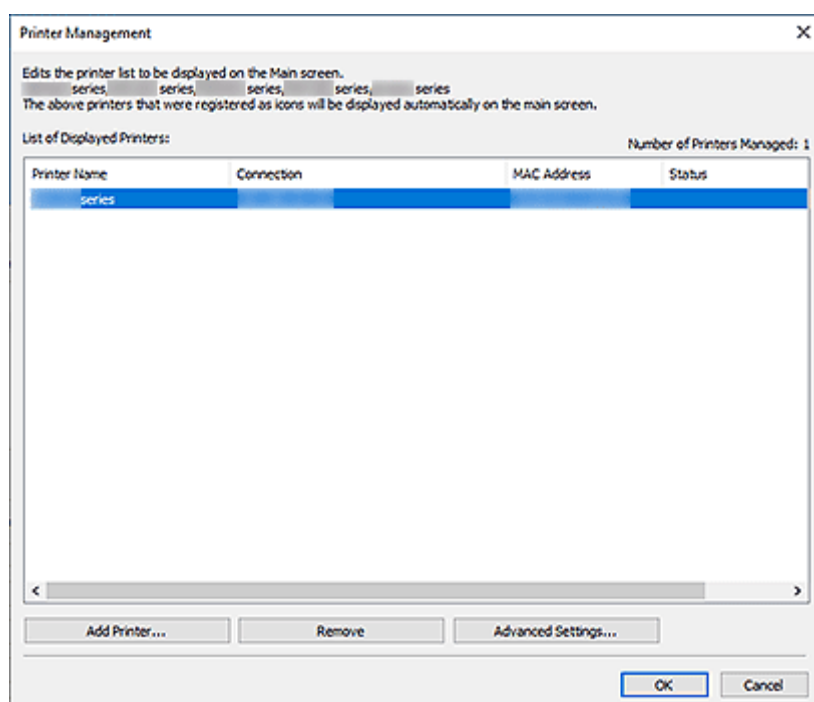 Printer Management
Edits the printer list to be displayed on the Main screen.
series, series, series, series, series
The above printers that were registered as icons will be displayed automatically on the main screen.
List of Displayed Printers:
Number of Printers Managed: 1
Printer Name Connection MAC Address Status
series
Add Printer... Remove Advanced Settings...
OK Cancel